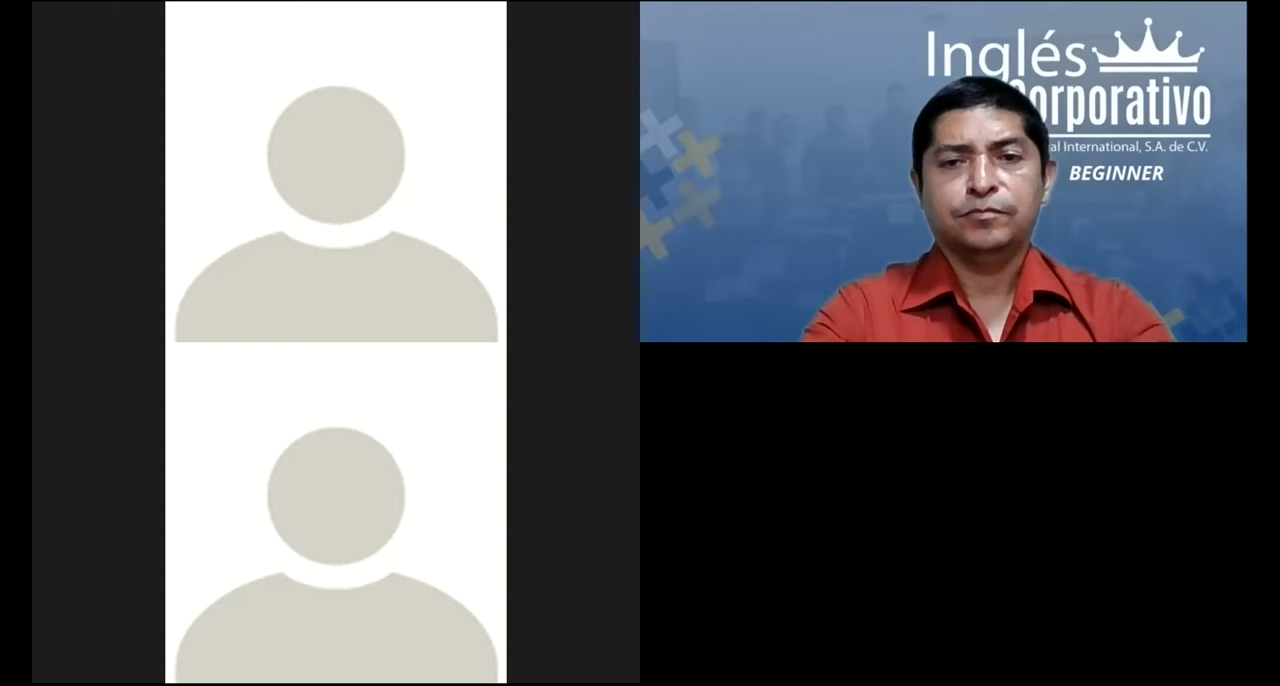 Inglés
Corporativo
al International, S.A. de C.V.
BEGINNER